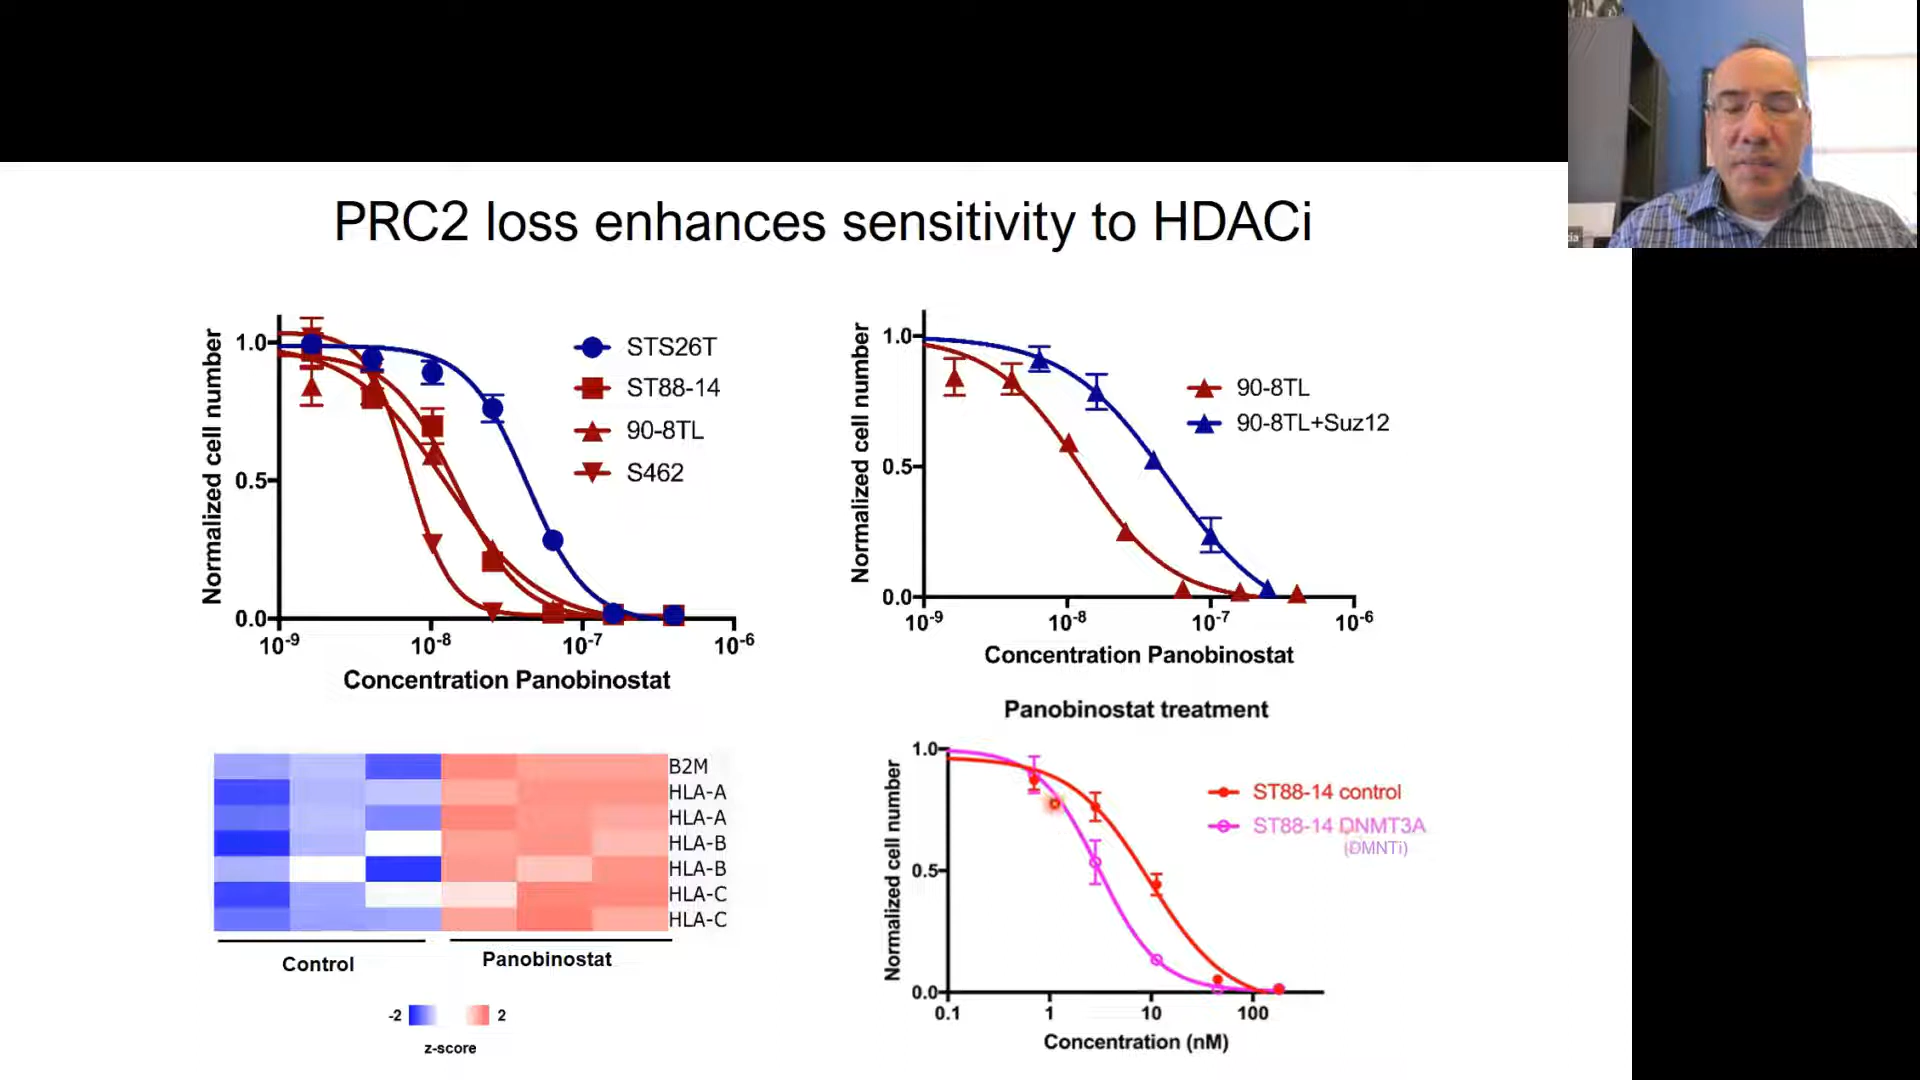 PRC2 loss enhances sensitivity to HDACi
Normalized cell number
1.0
0.5
0.0
10-9
10-8
10-7
10-6
Concentration Panobinostat
STS26T
ST88-14
90-8TL
S462
Normalized cell number
1.0
0.5
0.0
10-9
10-8
10-7
10-6
Concentration Panobinostat
90-8TL
90-8TL+Suz12
B2M
HLA-A
HLA-A
HLA-B
HLA-B
HLA-C
HLA-C
Control
Panobinostat
-2
2
z-score
Panobinostat treatment
Normalized cell number
1.0
0.5
0.0
0.1
1
10
100
Concentration (nM)
ST88-14 control
ST88-14 DNMT3A
(DMNTi)